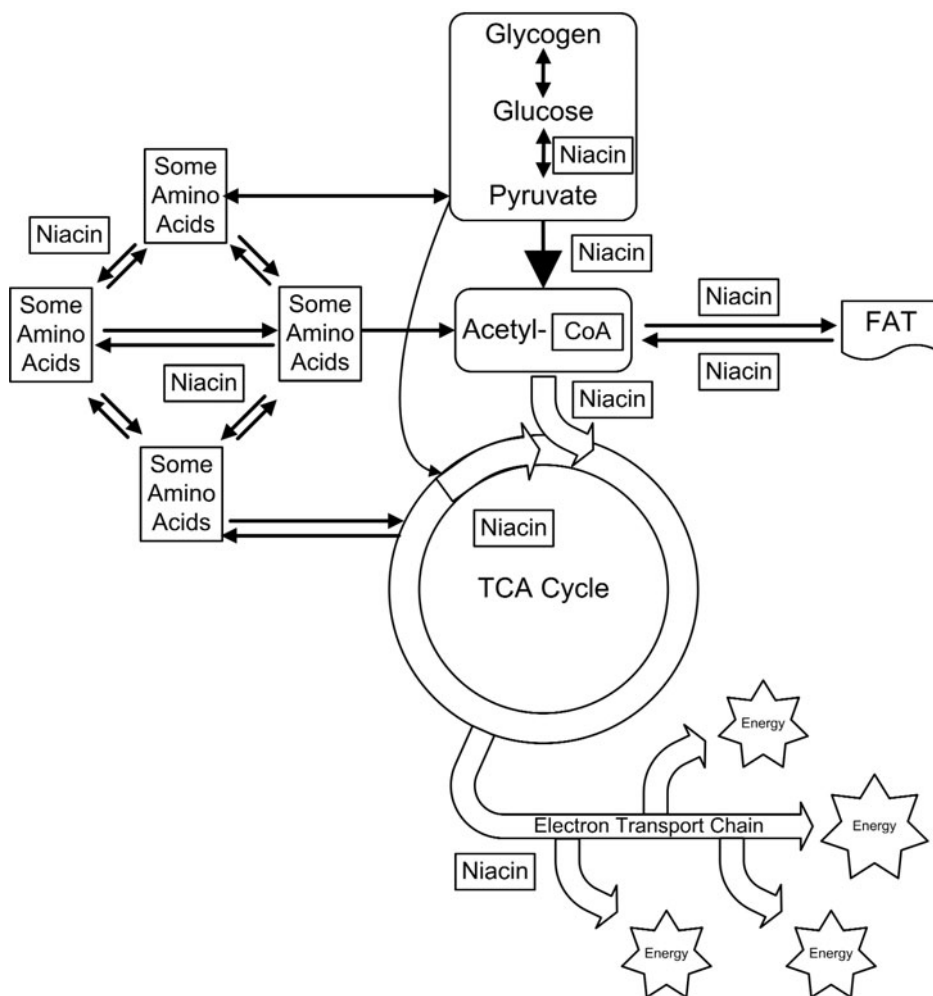 Glycogen
Glucose
Niacin
Pyruvate
Some
Amino
Acids
Niacin
Niacin
Some
Amino
Acids
Some
Amino
Acids
Niacin
Acetyl- CoA
Niacin
Niacin
FAT
Niacin
Some
Amino
Acids
Niacin
TCA Cycle
Energy
Electron Transport Chain
Energy
Niacin
Energy
Energy